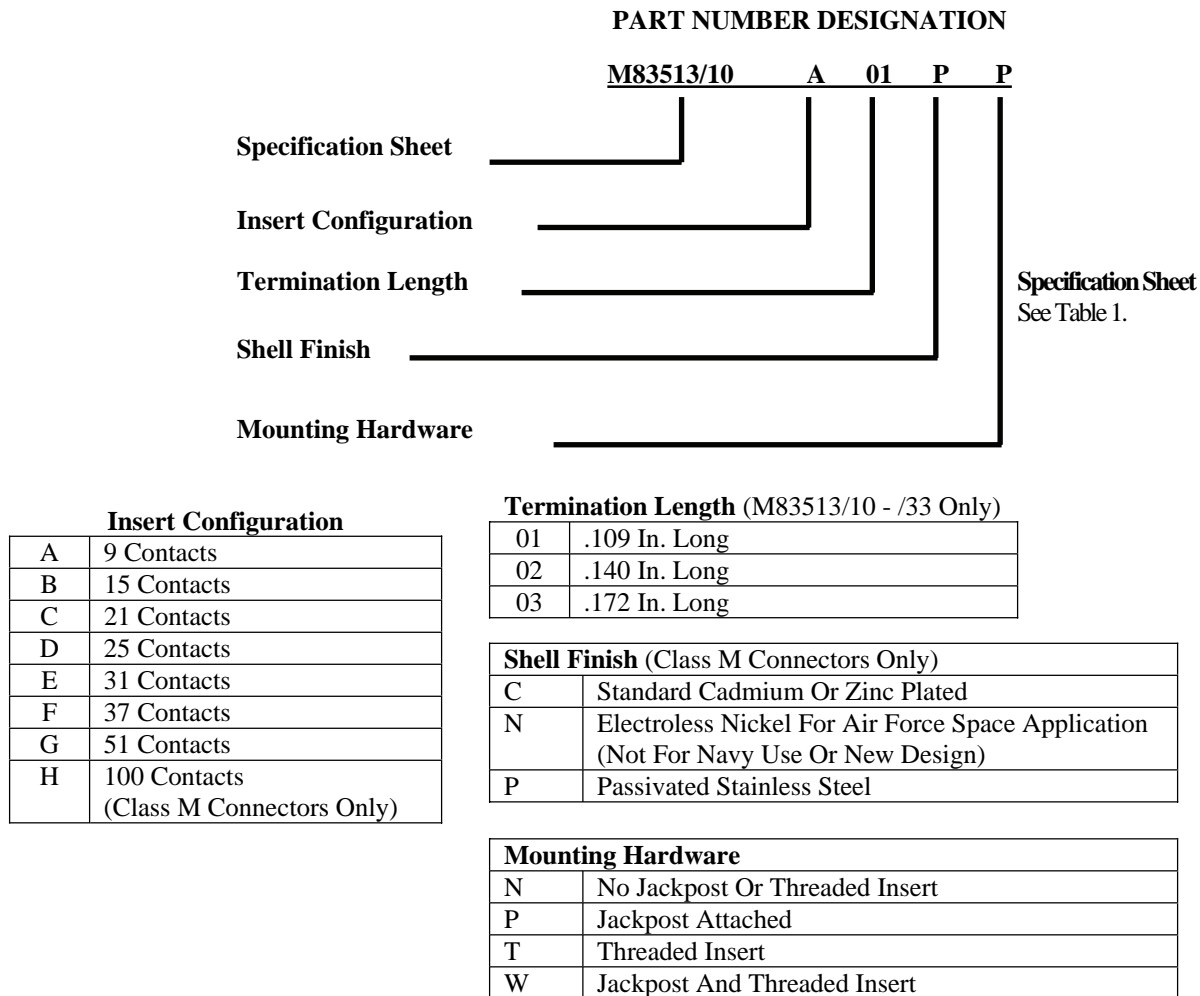 PART NUMBER DESIGNATION
M83513/10 A 01 P P
Specification Sheet
Insert Configuration
Termination Length
Specification Sheet
See Table 1.
Shell Finish
Mounting Hardware
Insert Configuration
A 9 Contacts
B 15 Contacts
C 21 Contacts
D 25 Contacts
E 31 Contacts
F 37 Contacts
G 51 Contacts
H 100 Contacts
(Class M Connectors Only)
Termination Length (M83513/10 - /33 Only)
01 .109 In. Long
02 .140 In. Long
03 .172 In. Long
Shell Finish (Class M Connectors Only)
C Standard Cadmium Or Zinc Plated
N Electroless Nickel For Air Force Space Application
(Not For Navy Use Or New Design)
P Passivated Stainless Steel
Mounting Hardware
N No Jackpost Or Threaded Insert
P Jackpost Attached
T Threaded Insert
W Jackpost And Threaded Insert